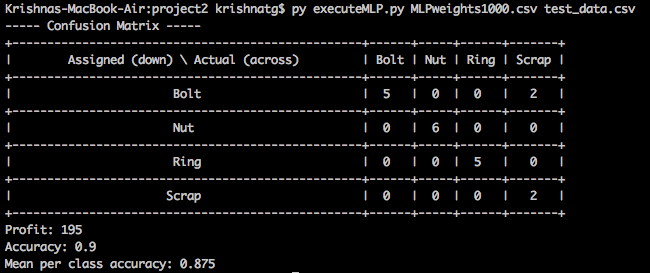 Krishnas-MacBook-Air:project2 krishnatg$ py executeMLP.py MLPweights1000.csv test_data.csv
----- Confusion Matrix -----
+---------------------------------------------------+------+-----+------+-------+
| Assigned (down) \ Actual (across) | Bolt | Nut | Ring | Scrap |
+---------------------------------------------------+------+-----+------+-------+
| Bolt | 5 | 0 | 0 | 2 |
+---------------------------------------------------+------+-----+------+-------+
| Nut | 0 | 6 | 0 | 0 |
+---------------------------------------------------+------+-----+------+-------+
| Ring | 0 | 0 | 5 | 0 |
+---------------------------------------------------+------+-----+------+-------+
| Scrap | 0 | 0 | 0 | 2 |
+---------------------------------------------------+------+-----+------+-------+
Profit: 195
Accuracy: 0.9
Mean per class accuracy: 0.875